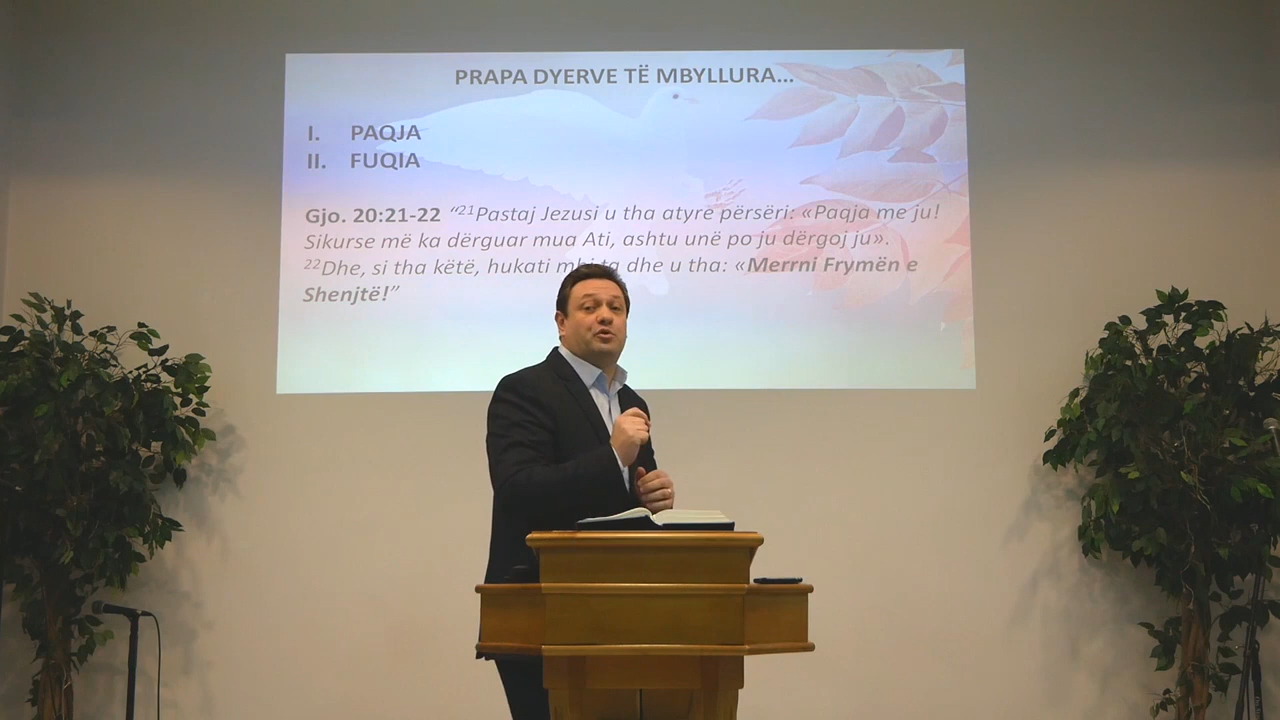 PRAPA DYERVE TË MBYLLURA...
I. PAQJA
II. FUQIA
Gjo. 20:21-22 “²¹Pastaj Jezusi u tha atyre përsëri: «Paqja me ju!
Sikurse më ka dërguar mua Ati, ashtu unë po ju dërgoj ju».
²²Dhe, si tha këtë, hukati mbi ta dhe u tha: «Merrni Frymën e
Shenjtë!”